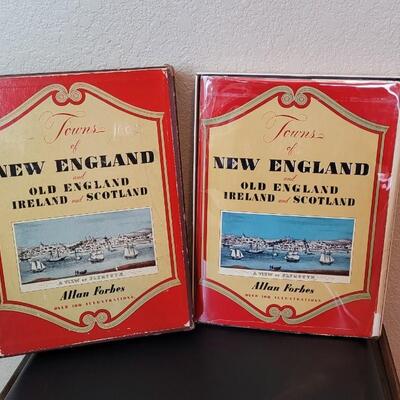 Towns
of
NEW ENGLAND
and
OLD ENGLAND
IRELAND and SCOTLAND
A VIEW OF PLYMOUTH
Allan Forbes
OVER 100 ILLUSTRATIONS
Towns
of
NEW ENGLAND
and
OLD ENGLAND
IRELAND and SCOTLAND
A VIEW OF PLYMOUTH
Allan Forbes
OVER 100 ILLUSTRATIONS